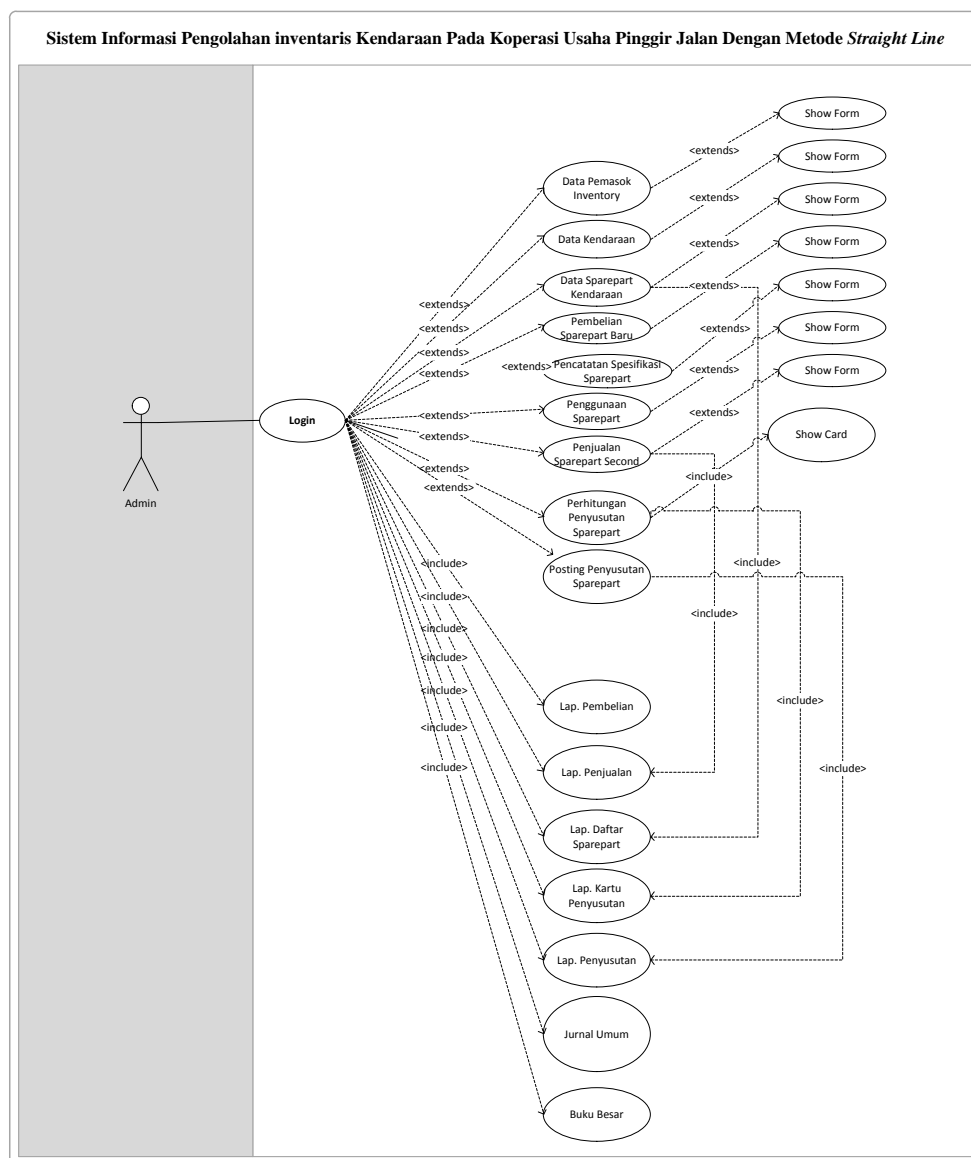 Sistem Informasi Pengolahan inventaris Kendaraan Pada Koperasi Usaha Pinggir Jalan Dengan Metode Straight Line
Admin
Login
<extends>
<extends>
<extends>
<extends>
<extends>
<extends>
<extends>
<extends>
<extends>
<include>
<include>
<include>
<include>
<include>
<include>
<include>
Data Pemasok
Inventory
Data Kendaraan
Data Sparepart
Kendaraan
Pembelian
Sparepart Baru
Pencatatan Spesifikasi
Sparepart
Penggunaan
Sparepart
Penjualan
Sparepart Second
Perhitungan
Penyusutan
Sparepart
Posting Penyusutan
Sparepart
Lap. Pembelian
Lap. Penjualan
Lap. Daftar
Sparepart
Lap. Kartu
Penyusutan
Lap. Penyusutan
Jurnal Umum
Buku Besar
<extends>
<extends>
<extends>
<extends>
<extends>
<extends>
<extends>
<include>
<include>
<include>
<include>
<include>
Show Form
Show Form
Show Form
Show Form
Show Form
Show Form
Show Form
Show Card